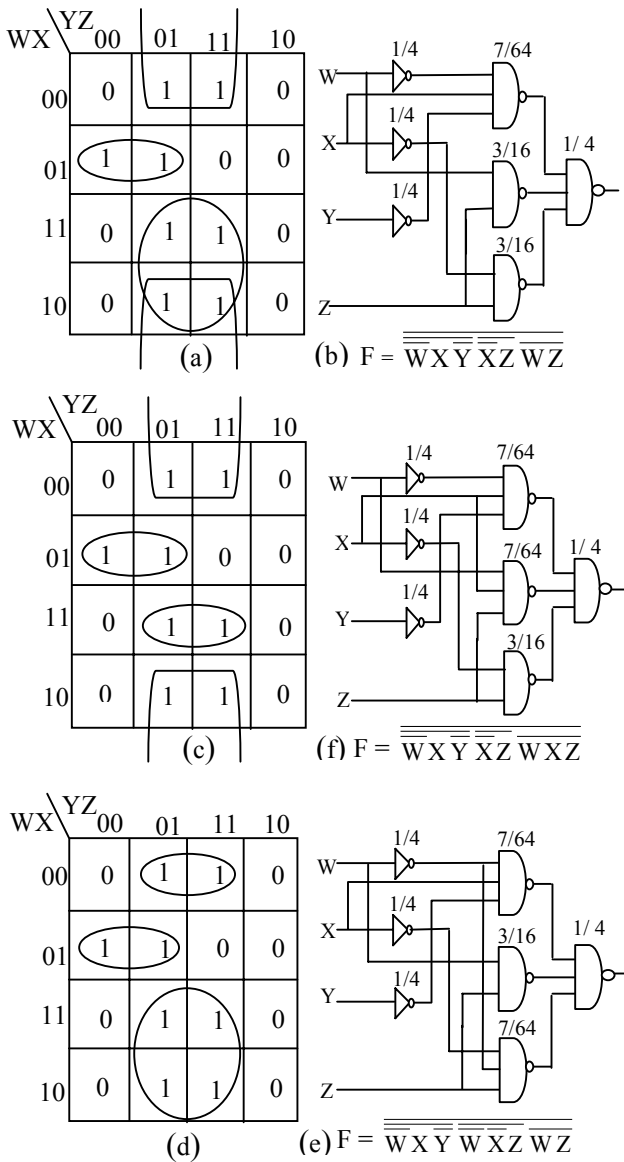 YZ
WX 00 01 11 10
00 0 1 1 0
01 1 1 0 0
11 0 1 1 0
10 0 1 1 0
(a)
1/4 7/64
W
1/4
X 3/16 1/ 4
1/4
Y
3/16
Z
(b) F = W̅ X Y̅ X̅ Z W Z
YZ
WX 00 01 11 10
00 0 1 1 0
01 1 1 0 0
11 0 1 1 0
10 0 1 1 0
(c)
1/4 7/64
W
1/4
X 7/64 1/ 4
1/4
Y
3/16
Z
(f) F = W̅ X Y̅ X̅ Z W X Z
YZ
WX 00 01 11 10
00 0 1 1 0
01 1 1 0 0
11 0 1 1 0
10 0 1 1 0
(d)
1/4 7/64
W
1/4
X 3/16 1/ 4
1/4
Y
7/64
Z
(e) F = W̅ X Y̅ W̅ X̅ Z W Z